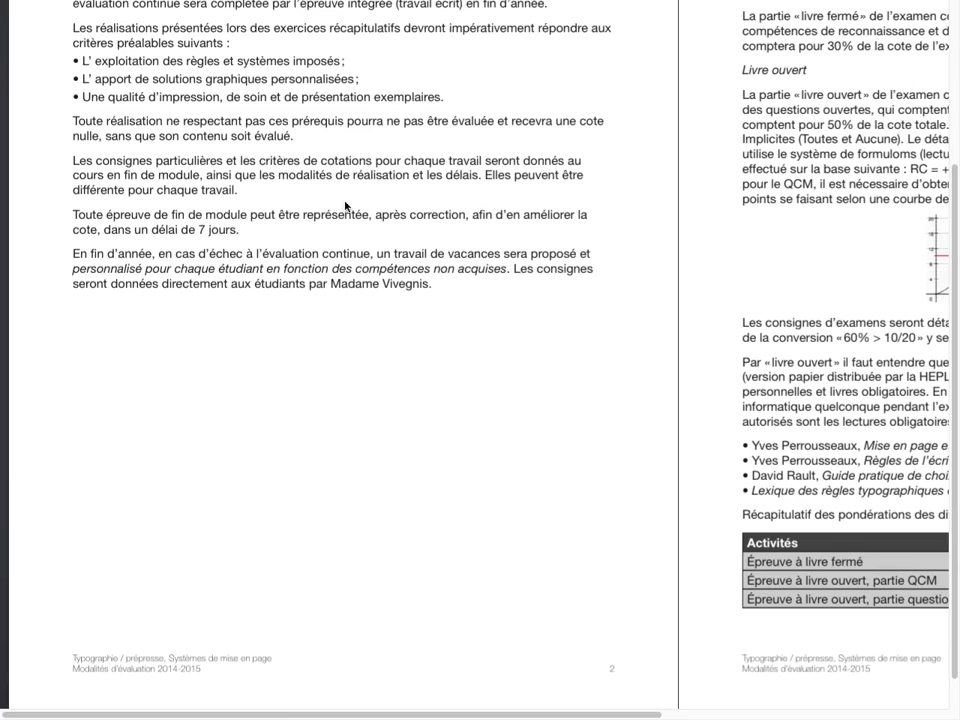 évaluation continue sera complétée par l'épreuve intégrée (travail écrit) en fin d'année.
Les réalisations présentées lors des exercices récapitulatifs devront impérativement répondre aux
critères préalables suivants :
• L' exploitation des règles et systèmes imposés ;
• L' apport de solutions graphiques personnalisées ;
• Une qualité d'impression, de soin et de présentation exemplaires.
Toute réalisation ne respectant pas ces prérequis pourra ne pas être évaluée et recevra une cote
nulle, sans que son contenu soit évalué.
Les consignes particulières et les critères de cotations pour chaque travail seront donnés au
cours en fin de module, ainsi que les modalités de réalisation et les délais. Elles peuvent être
différente pour chaque travail.
Toute épreuve de fin de module peut être représentée, après correction, afin d'en améliorer la
cote, dans un délai de 7 jours.
En fin d'année, en cas d'échec à l'évaluation continue, un travail de vacances sera proposé et
personnalisé pour chaque étudiant en fonction des compétences non acquises. Les consignes
seront données directement aux étudiants par Madame Vivegnis.
Typographie / prépresse, Systèmes de mise en page
Modalités d'évaluation 2014-2015
2
La partie « livre fermé » de l'examen
compétences de reconnaissance et
comptera pour 30% de la cote de
Livre ouvert
La partie « livre ouvert » de l'examen
des questions ouvertes, qui comptent
comptent pour 50% de la cote totale.
Implicites (Toutes et Aucune). Le
utilise le système de formuloms
effectué sur la base suivante : RC = +
pour le QCM, il est nécessaire
points se faisant selon une courbe de
Les consignes d'examens seront
de la conversion « 60% > 10/20 » y
Par « livre ouvert » il faut entendre que
(version papier distribuée par la
personnelles et livres obligatoires. En
informatique quelconque pendant
autorisés sont les lectures
• Yves Perrousseaux, Mise en page
• Yves Perrousseaux, Règles de
• David Rault, Guide pratique de
• Lexique des règles typographiques
Récapitulatif des pondérations des
Activités
Épreuve à livre fermé
Épreuve à livre ouvert, partie QCM
Épreuve à livre ouvert, partie
Typographie / prépresse, Systèmes de mise en page
Modalités d'évaluation 2014-2015